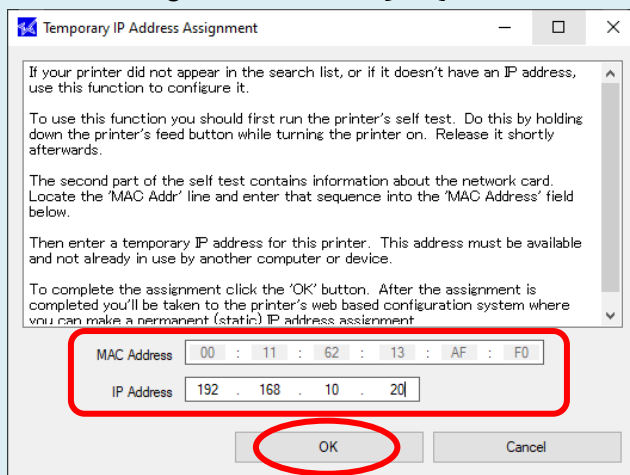 Temporary IP Address Assignment
If your printer did not appear in the search list, or if it doesn't have an IP address,
use this function to configure it.
To use this function you should first run the printer's self test. Do this by holding
down the printer's feed button while turning the printer on. Release it shortly
afterwards.
The second part of the self test contains information about the network card.
Locate the 'MAC Addr' line and enter that sequence into the 'MAC Address' field
below.
Then enter a temporary IP address for this printer. This address must be available
and not already in use by another computer or device.
To complete the assignment click the 'OK' button. After the assignment is
completed you'll be taken to the printer's web based configuration system where
you can make a permanent (static) IP address assignment
MAC Address 00 : 11 : 62 : 13 : AF : F0
IP Address 192 . 168 . 10 . 20
OK Cancel